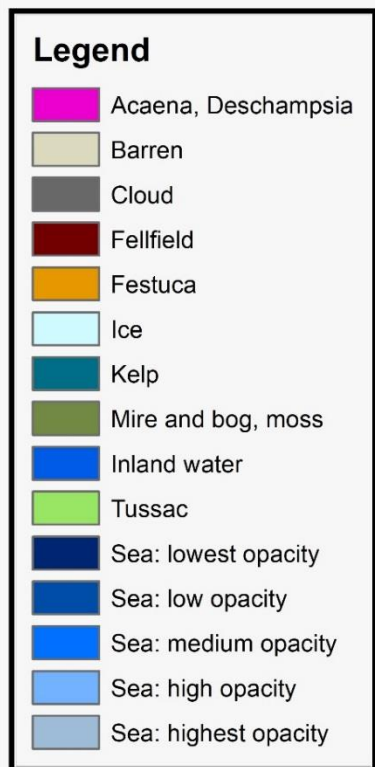 Legend
Acaena, Deschampsia
Barren
Cloud
Fellfield
Festuca
Ice
Kelp
Mire and bog, moss
Inland water
Tussac
Sea: lowest opacity
Sea: low opacity
Sea: medium opacity
Sea: high opacity
Sea: highest opacity